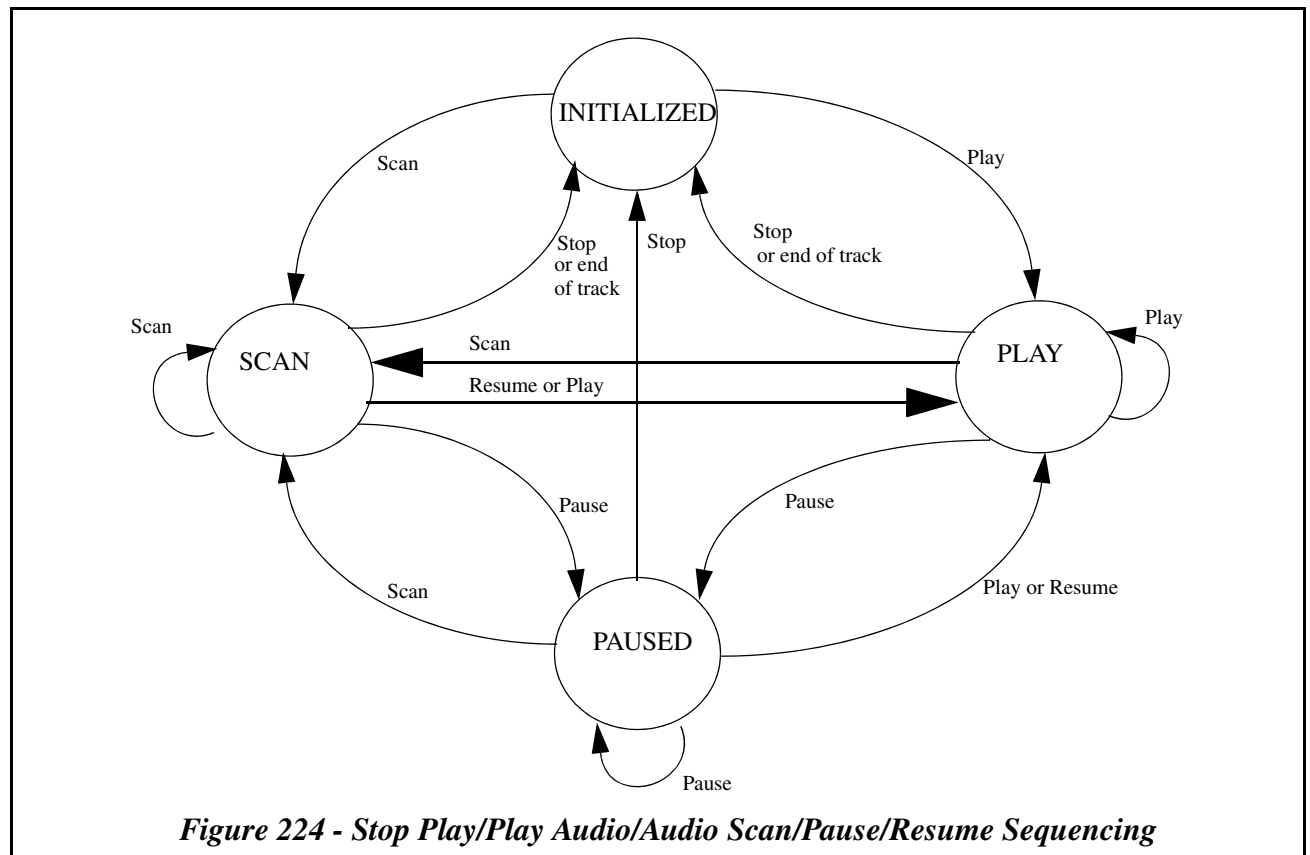 INITIALIZED
Scan
Play
Stop
or end
of track
Stop
Stop
or end of track
Scan
SCAN
Scan
Resume or Play
PLAY
Play
Pause
Pause
Scan
Play or Resume
PAUSED
Pause
Figure 224 - Stop Play/Play Audio/Audio Scan/Pause/Resume Sequencing